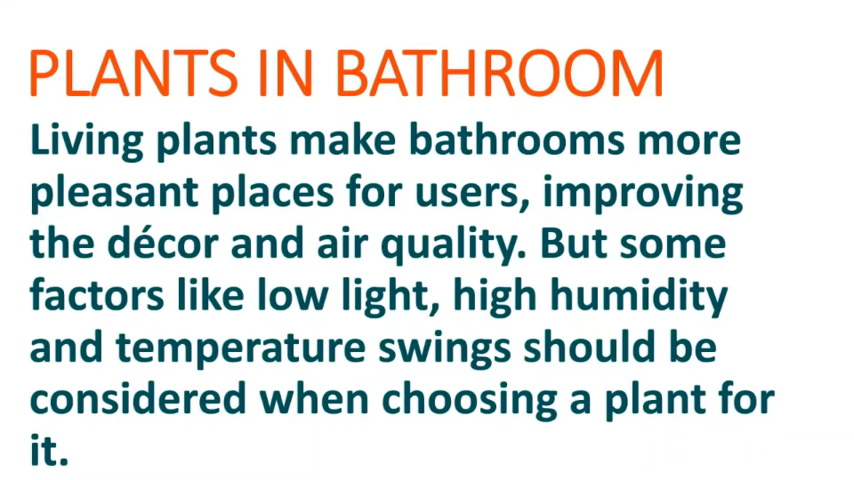 PLANTS IN BATHROOM
Living plants make bathrooms more
pleasant places for users, improving
the décor and air quality. But some
factors like low light, high humidity
and temperature swings should be
considered when choosing a plant for
it.